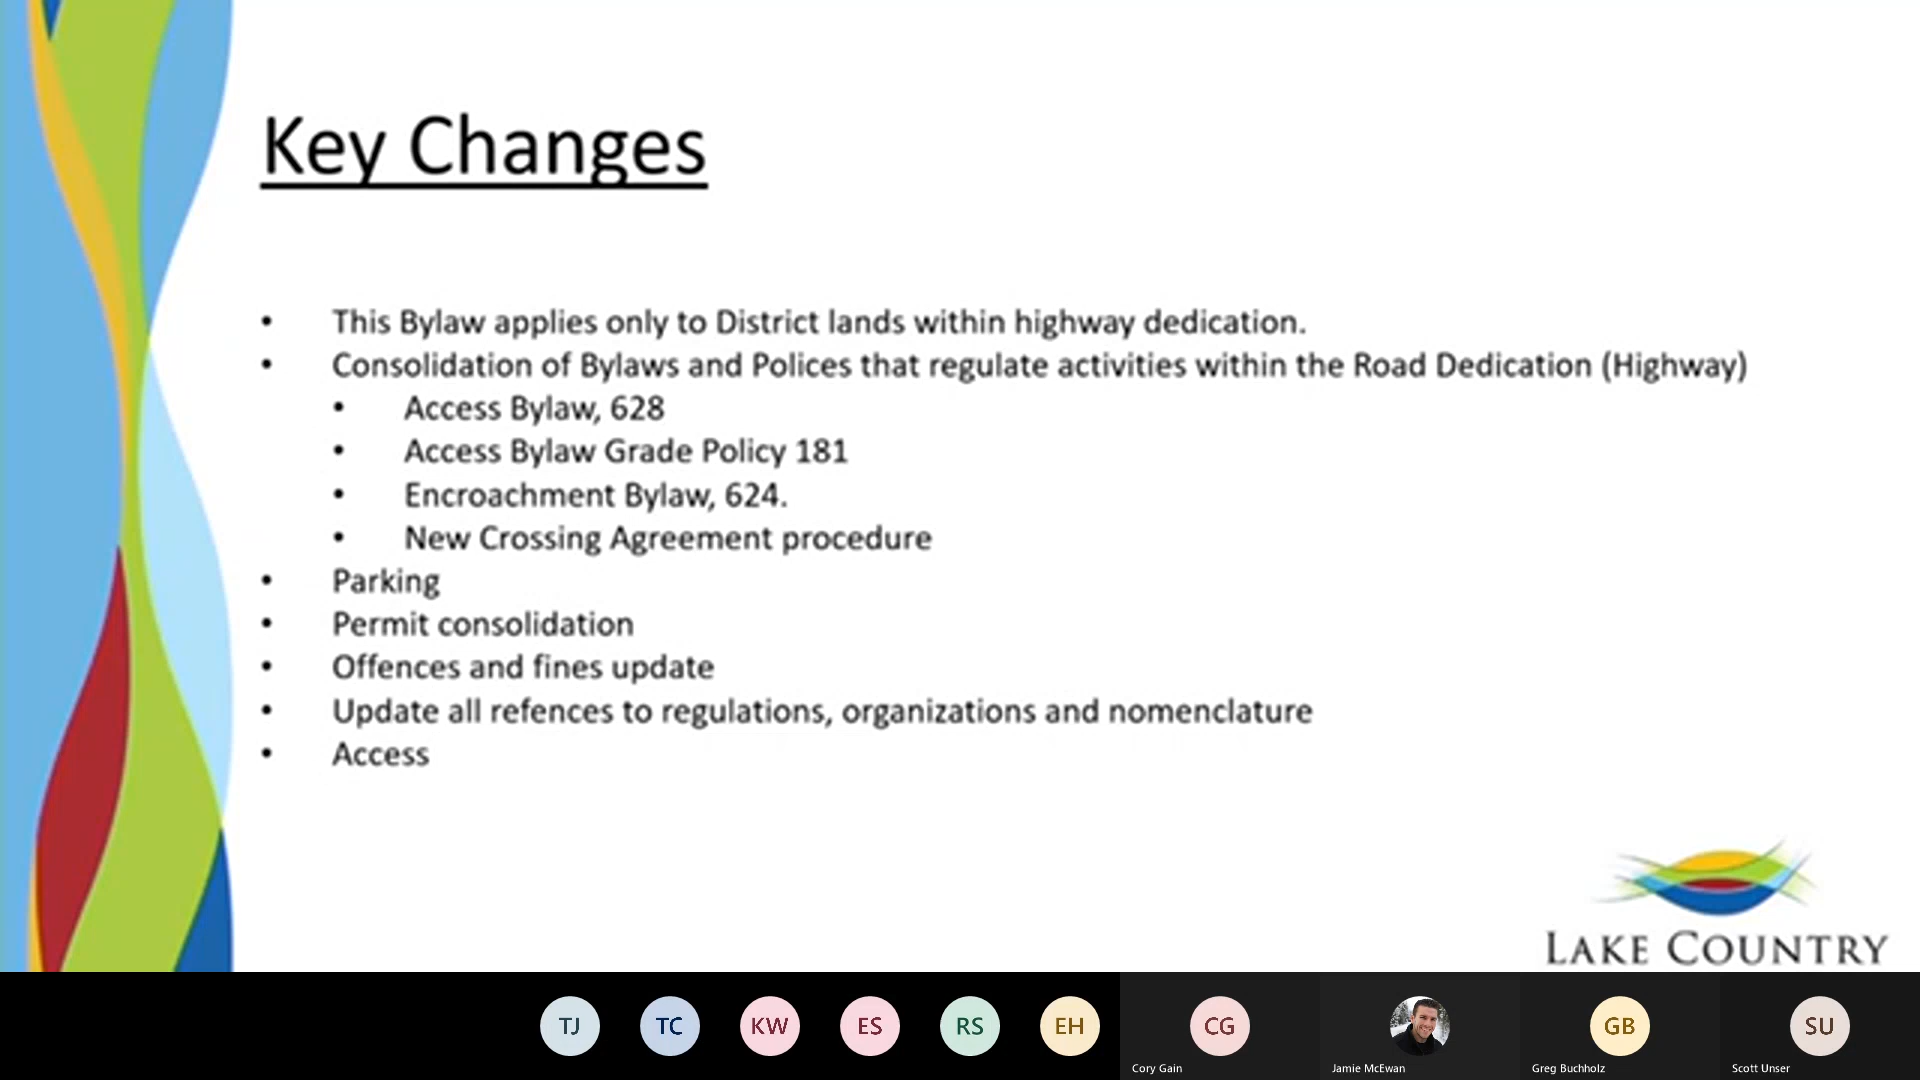 Key Changes
• This Bylaw applies only to District lands within highway dedication.
• Consolidation of Bylaws and Polices that regulate activities within the Road Dedication (Highway)
• Access Bylaw, 628
• Access Bylaw Grade Policy 181
• Encroachment Bylaw, 624.
• New Crossing Agreement procedure
• Parking
• Permit consolidation
• Offences and fines update
• Update all refences to regulations, organizations and nomenclature
• Access
LAKE COUNTRY
TJ TC KW ES RS EH CG GB SU
Cory Gain Jamie McEwan Greg Buchholz Scott Unser